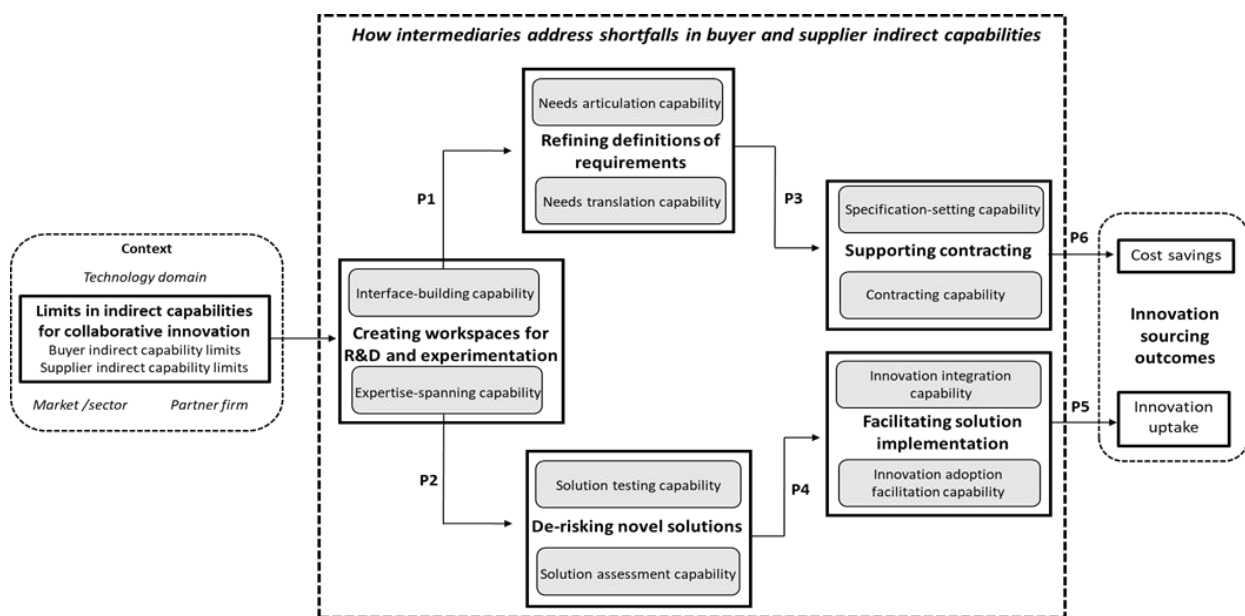 How intermediaries address shortfalls in buyer and supplier indirect capabilities
Context
Technology domain
Limits in indirect capabilities
for collaborative innovation
Buyer indirect capability limits
Supplier indirect capability limits
Market /sector
Partner firm
Interface-building capability
Creating workspaces for
R&D and experimentation
Expertise-spanning capability
P1
P2
Needs articulation capability
Refining definitions of
requirements
Needs translation capability
Solution testing capability
De-risking novel solutions
Solution assessment capability
P3
P4
Specification-setting capability
Supporting contracting
Contracting capability
Innovation integration
capability
Facilitating solution
implementation
Innovation adoption
facilitation capability
P6
P5
Cost savings
Innovation
sourcing
outcomes
Innovation
uptake